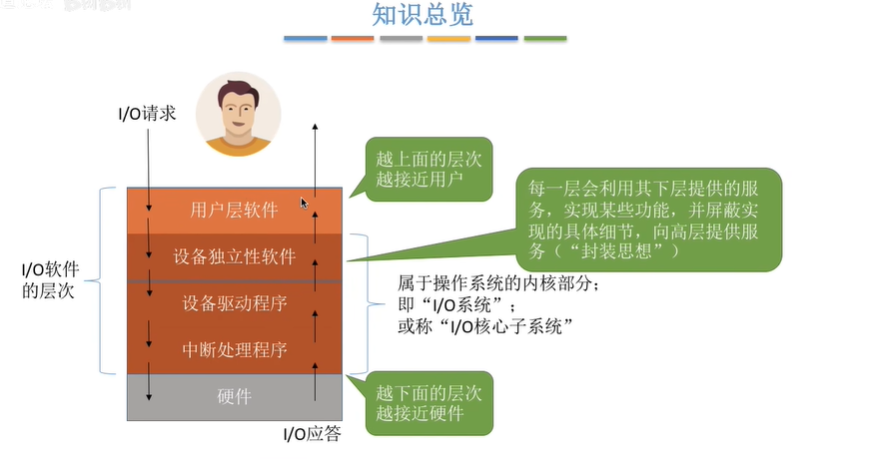 知识总览
I/O请求
越上面的层次
越接近用户
每一层会利用其下层提供的服
务，实现某些功能，并屏蔽实
现的具体细节，向高层提供服
务（“封装思想”）
用户层软件
设备独立性软件
I/O软件
的层次
属于操作系统的内核部分；
即“I/O系统”；
或称“I/O核心子系统”
设备驱动程序
中断处理程序
硬件
越下面的层次
越接近硬件
I/O应答